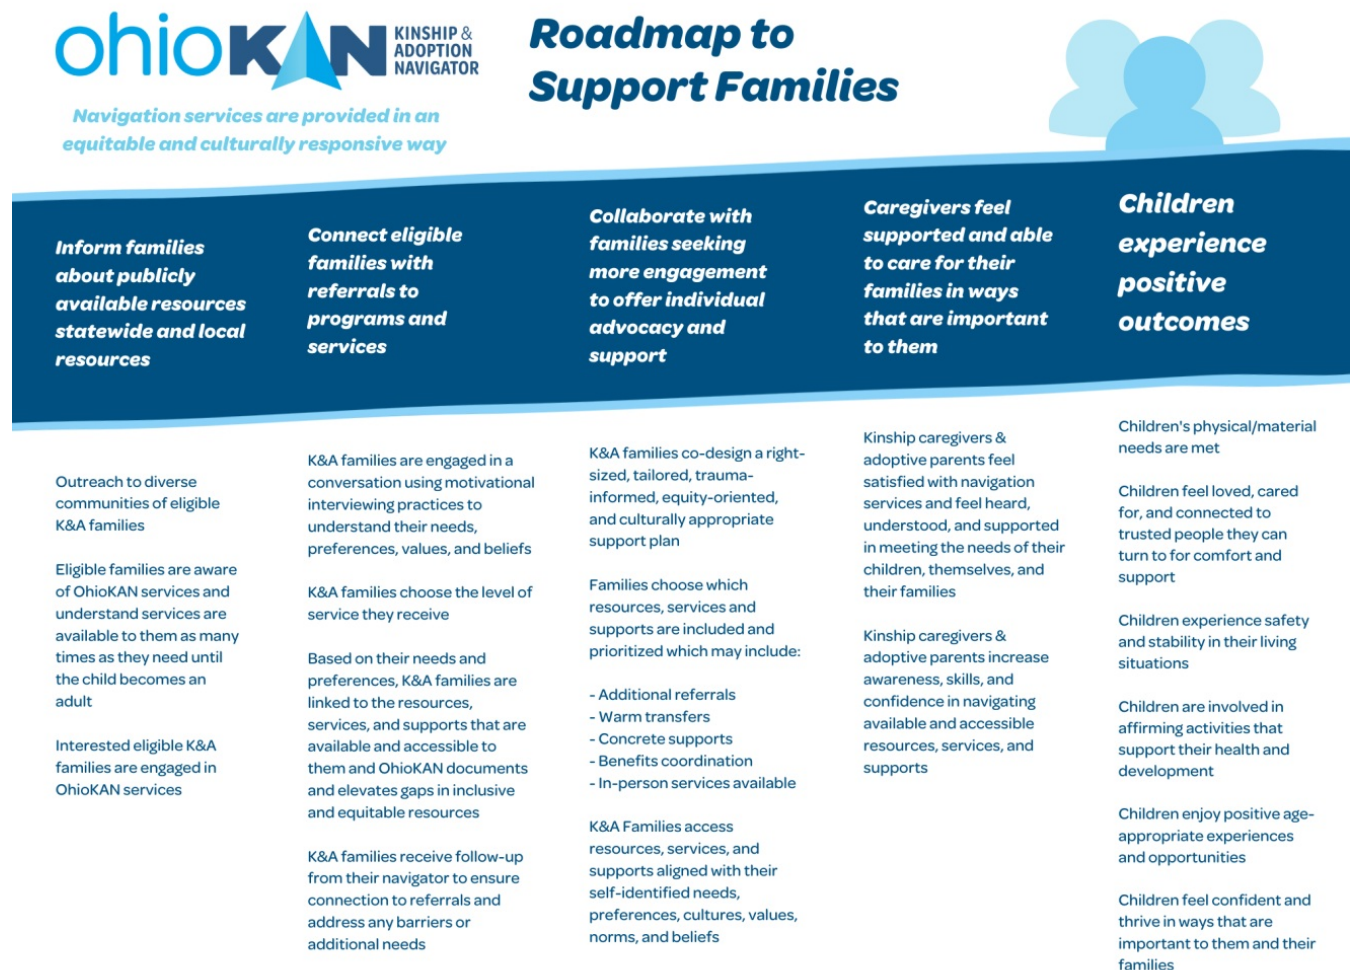 ohioKAN
KINSHIP &
ADOPTION
NAVIGATOR
Navigation services are provided in an
equitable and culturally responsive way
Roadmap to
Support Families
Inform families
about publicly
available resources
statewide and local
resources
Connect eligible
families with
referrals to
programs and
services
Collaborate with
families seeking
more engagement
to offer individual
advocacy and
support
Caregivers feel
supported and able
to care for their
families in ways
that are important
to them
Children
experience
positive
outcomes
Outreach to diverse
communities of eligible
K&A families
Eligible families are aware
of OhioKAN services and
understand services are
available to them as many
times as they need until
the child becomes an
adult
Interested eligible K&A
families are engaged in
OhioKAN services
K&A families are engaged in a
conversation using motivational
interviewing practices to
understand their needs,
preferences, values, and beliefs
K&A families choose the level of
service they receive
Based on their needs and
preferences, K&A families are
linked to the resources,
services, and supports that are
available and accessible to
them and OhioKAN documents
and elevates gaps in inclusive
and equitable resources
K&A families receive follow-up
from their navigator to ensure
connection to referrals and
address any barriers or
additional needs
K&A families co-design a right-
sized, tailored, trauma-
informed, equity-oriented,
and culturally appropriate
support plan
Families choose which
resources, services and
supports are included and
prioritized which may include:
- Additional referrals
- Warm transfers
- Concrete supports
- Benefits coordination
- In-person services available
K&A Families access
resources, services, and
supports aligned with their
self-identified needs,
preferences, cultures, values,
norms, and beliefs
Kinship caregivers &
adoptive parents feel
satisfied with navigation
services and feel heard,
understood, and supported
in meeting the needs of their
children, themselves, and
their families
Kinship caregivers &
adoptive parents increase
awareness, skills, and
confidence in navigating
available and accessible
resources, services, and
supports
Children's physical/material
needs are met
Children feel loved, cared
for, and connected to
trusted people they can
turn to for comfort and
support
Children experience safety
and stability in their living
situations
Children are involved in
affirming activities that
support their health and
development
Children enjoy positive age-
appropriate experiences
and opportunities
Children feel confident and
thrive in ways that are
important to them and their
families